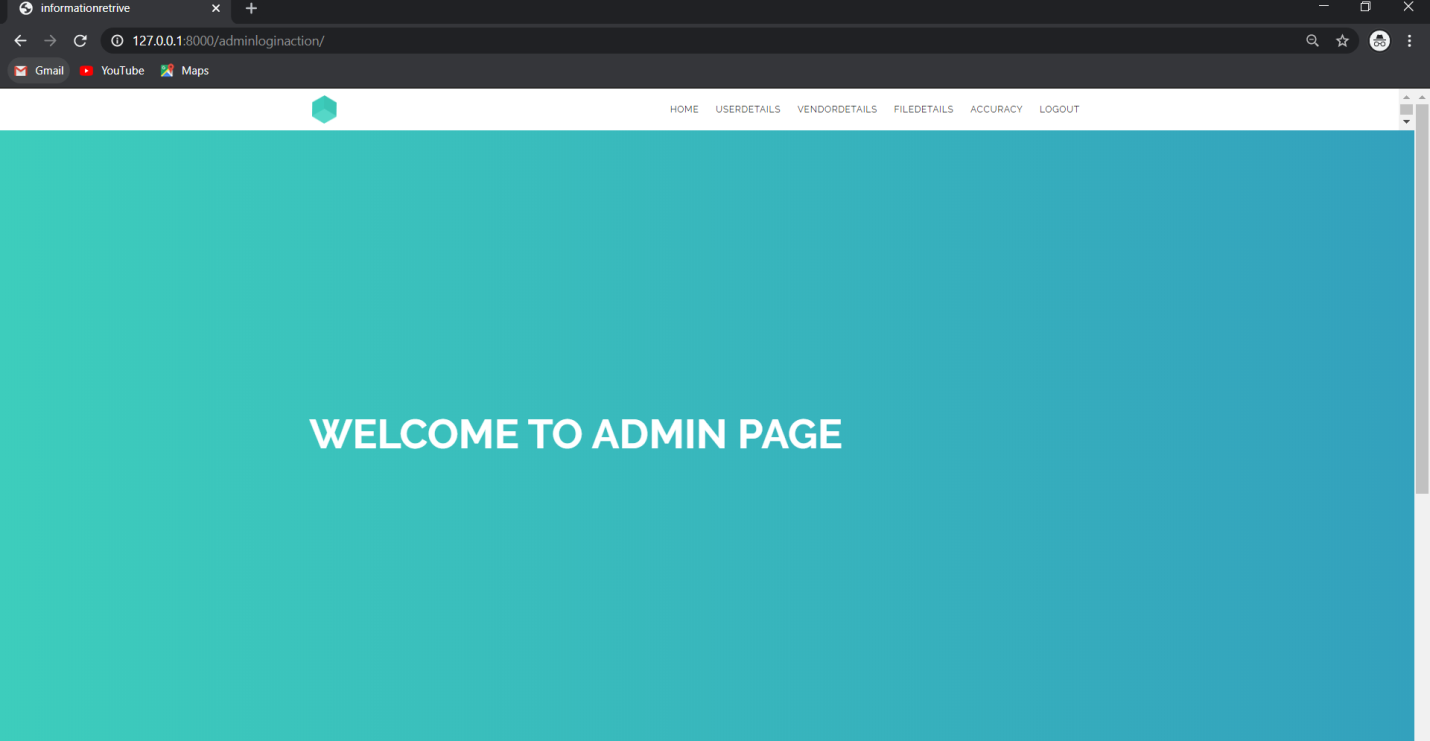 informationretrive
127.0.0.1:8000/adminloginaction/
Gmail YouTube Maps
HOME USERDETAILS VENDORDETAILS FILEDETAILS ACCURACY LOGOUT
WELCOME TO ADMIN PAGE